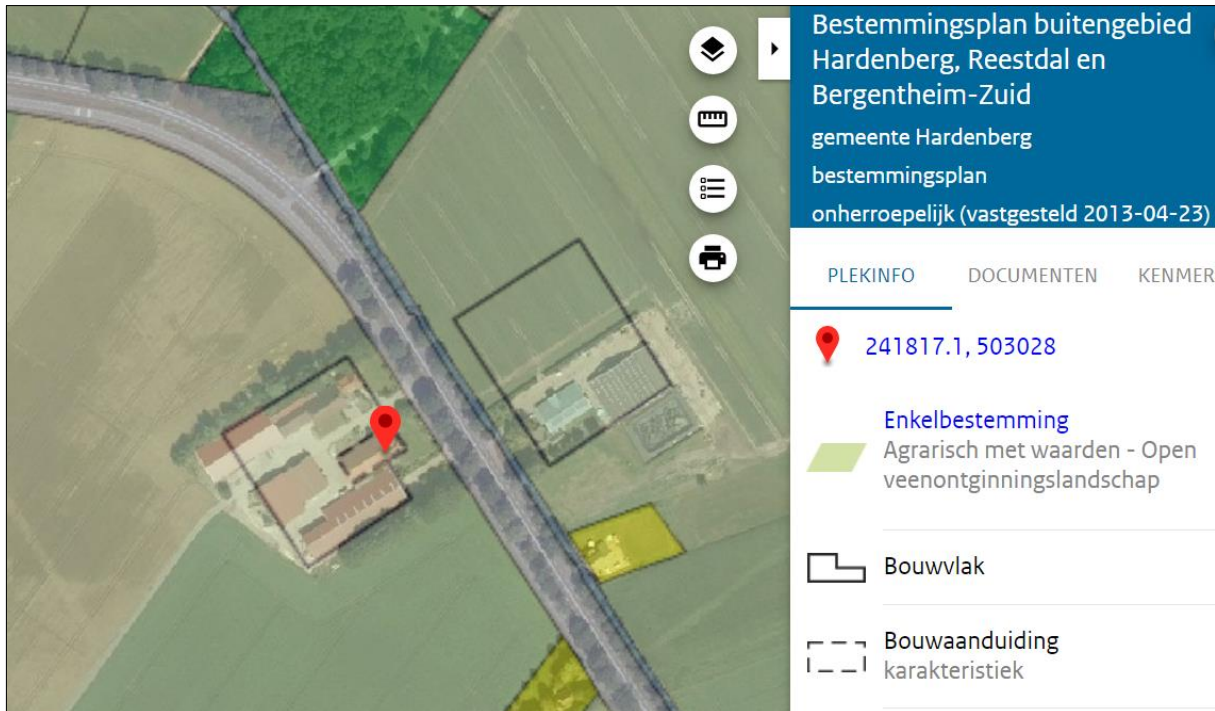 Bestemmingsplan buitengebied
Hardenberg, Reestdal en
Bergentheim-Zuid
gemeente Hardenberg
bestemmingsplan
onherroepelijk (vastgesteld 2013-04-23)
PLEKINFO DOCUMENTEN KENMER
241817.1, 503028
Enkelbestemming
Agrarisch met waarden - Open
veenontginningslandschap
Bouwvlak
Bouwaanduiding
karakteristiek